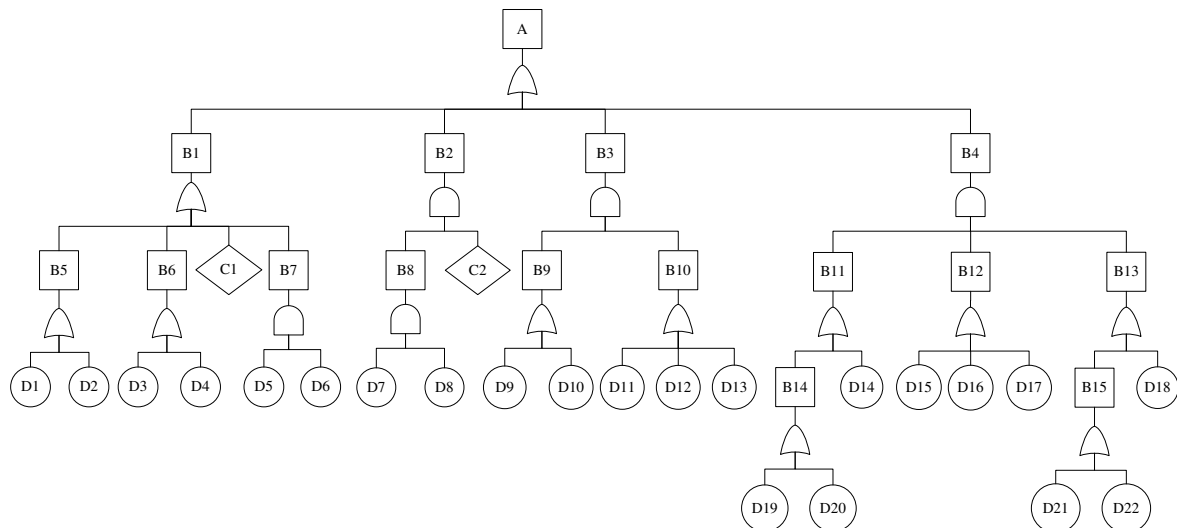 A
B1 B2 B3 B4
B5 B6 C1 B7 B8 C2 B9 B10 B11 B12 B13
D1 D2 D3 D4 D5 D6 D7 D8 D9 D10 D11 D12 D13 B14 D14 D15 D16 D17 B15 D18
D19 D20 D21 D22